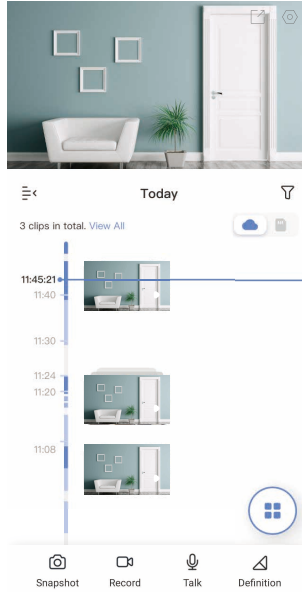 Today
3 clips in total. View All
11:45:21
11:40
11:30
11:24
11:20
11:08
Snapshot Record Talk Definition